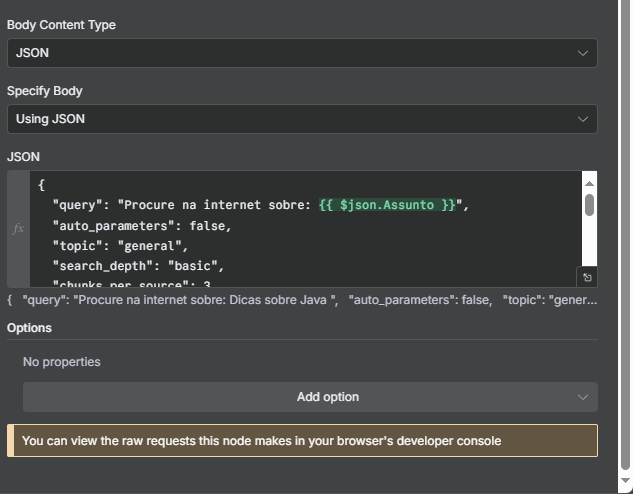 Body Content Type
JSON
Specify Body
Using JSON
JSON
fx
{
"query": "Procure na internet sobre: {{ $json.Assunto }}",
"auto_parameters": false,
"topic": "general",
"search_depth": "basic",
"chunks_per_source": 3,
{ "query": "Procure na internet sobre: Dicas sobre Java ", "auto_parameters": false, "topic": "gener...
Options
No properties
Add option
You can view the raw requests this node makes in your browser's developer console